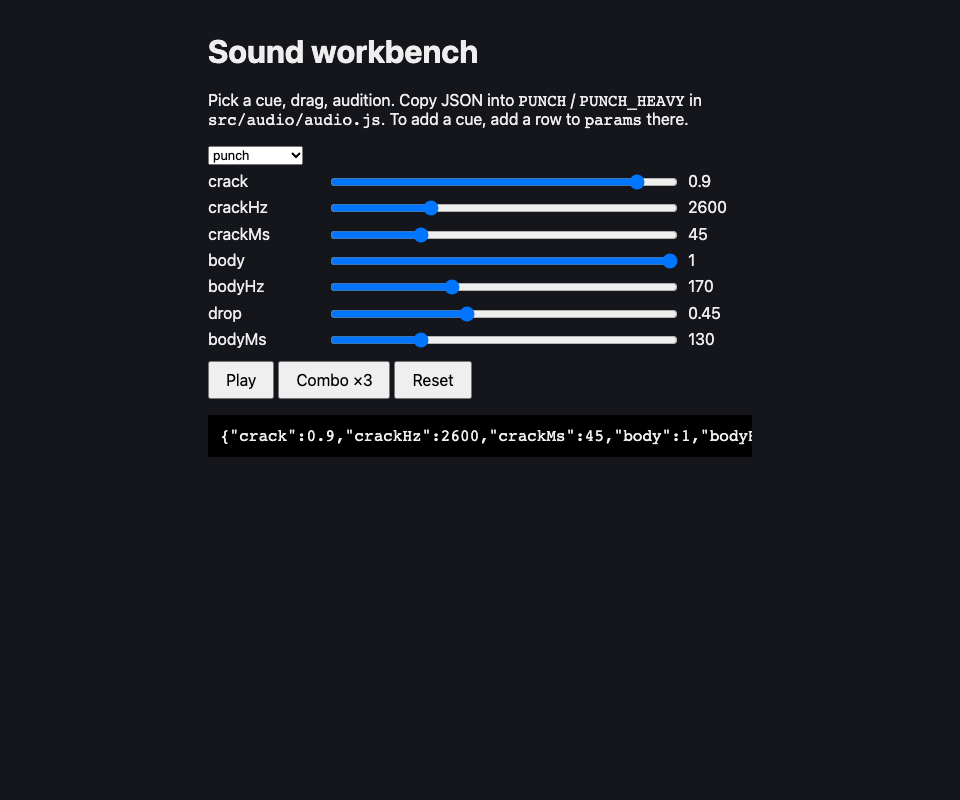 Sound workbench
Pick a cue, drag, audition. Copy JSON into PUNCH / PUNCH_HEAVY in
src/audio/audio.js. To add a cue, add a row to params there.
punch
crack 0.9
crackHz 2600
crackMs 45
body 1
bodyHz 170
drop 0.45
bodyMs 130
Play Combo ×3 Reset
{"crack":0.9,"crackHz":2600,"crackMs":45,"body":1,"body